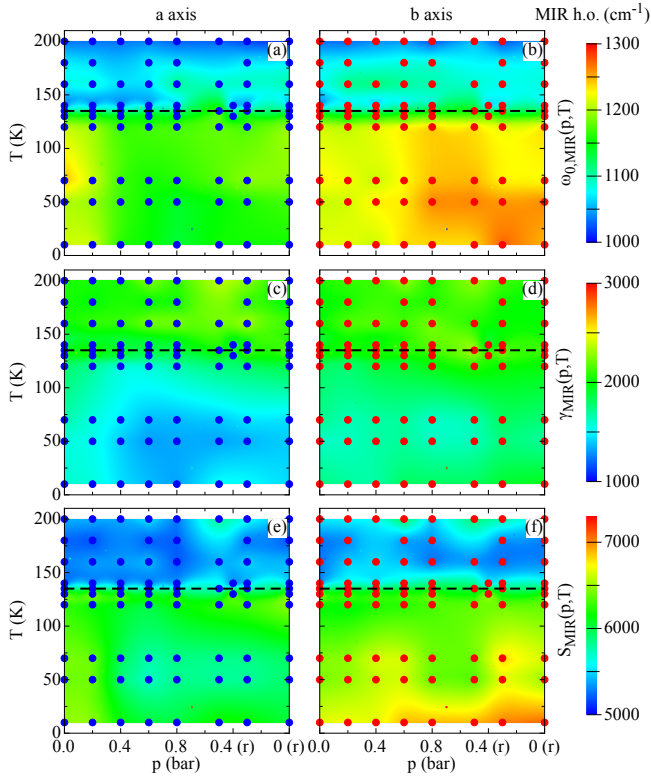 a axis b axis MIR h.o. (cm⁻¹)
200 150 100 50 0
T (K)
(a)
(b)
1300 1200 1100 1000
ω₀,MIR(p,T)
200 150 100 50 0
T (K)
(c)
(d)
3000 2000 1000
γMIR(p,T)
200 150 100 50 0
T (K)
(e)
(f)
7000 6000 5000
SMIR(p,T)
0.0 0.4 0.8 0.4 (r) 0 (r) 0.0 0.4 0.8 0.4 (r) 0 (r)
p (bar) p (bar)